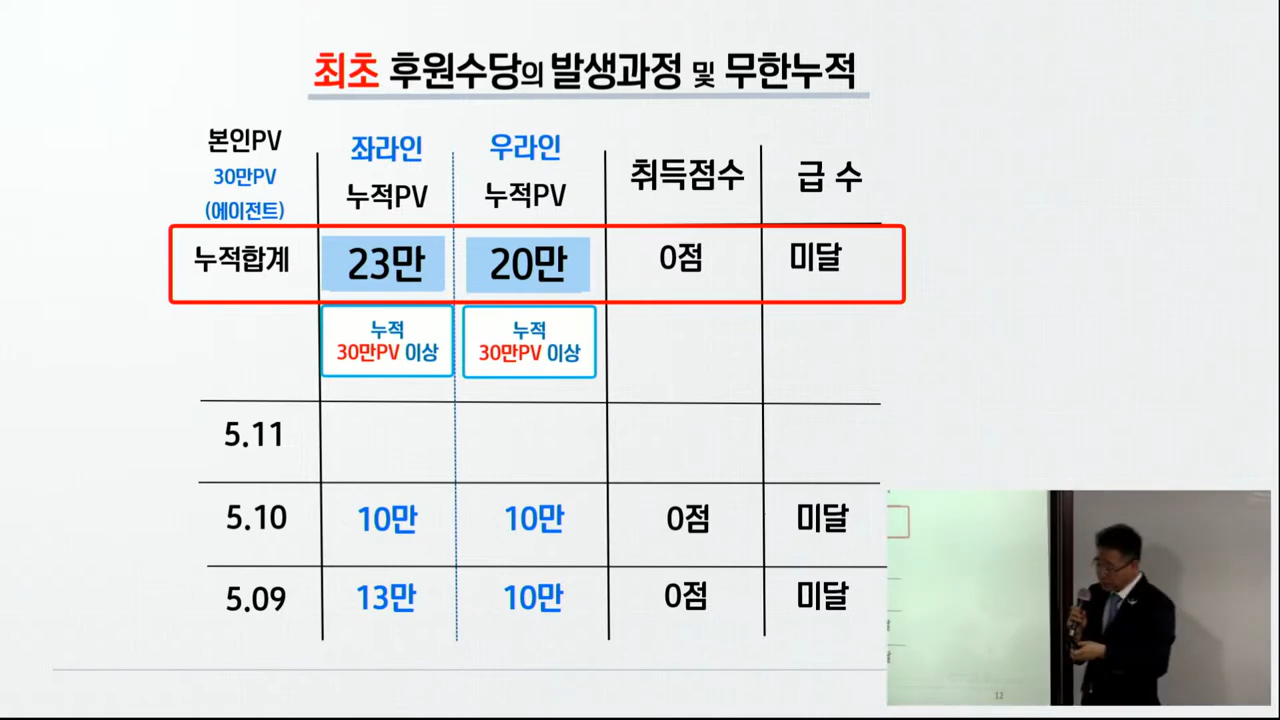 최초 후원수당의 발생과정 및 무한누적
본인PV
30만PV
(에이전트)
좌라인
누적PV
우라인
누적PV
취득점수
급 수
누적합계 23만 20만 0점 미달
누적
30만PV 이상
누적
30만PV 이상
5.11
5.10 10만 10만 0점 미달
5.09 13만 10만 0점 미달
12